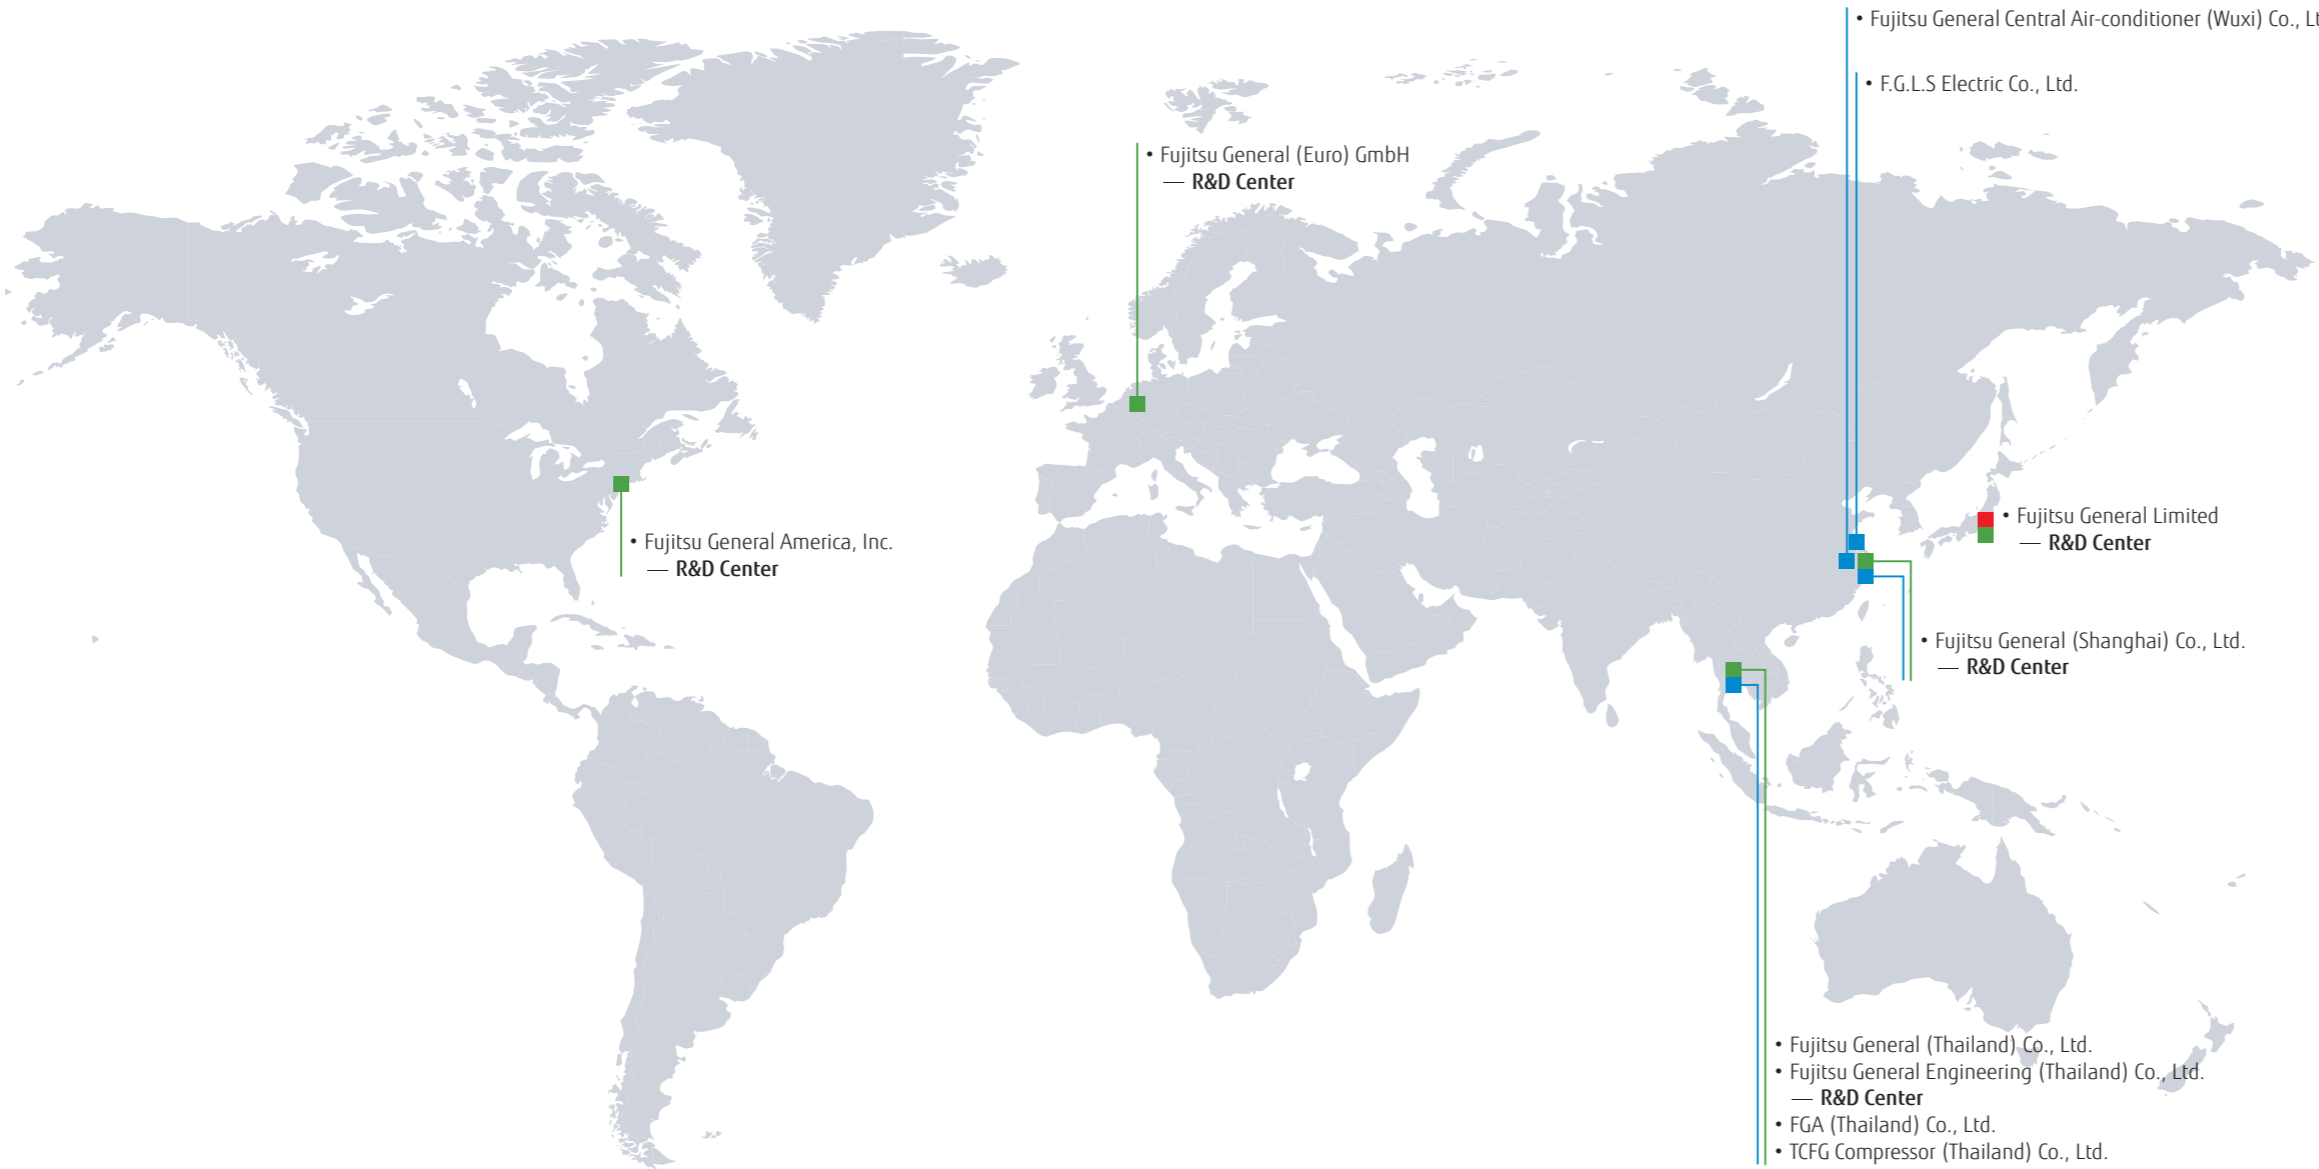 • Fujitsu General Central Air-conditioner (Wuxi) Co., Lt
• F.G.L.S Electric Co., Ltd.
• Fujitsu General (Euro) GmbH
— R&D Center
• Fujitsu General Limited
— R&D Center
• Fujitsu General America, Inc.
— R&D Center
• Fujitsu General (Shanghai) Co., Ltd.
— R&D Center
• Fujitsu General (Thailand) Co., Ltd.
• Fujitsu General Engineering (Thailand) Co., Ltd.
— R&D Center
• FGA (Thailand) Co., Ltd.
• TCFG Compressor (Thailand) Co., Ltd.